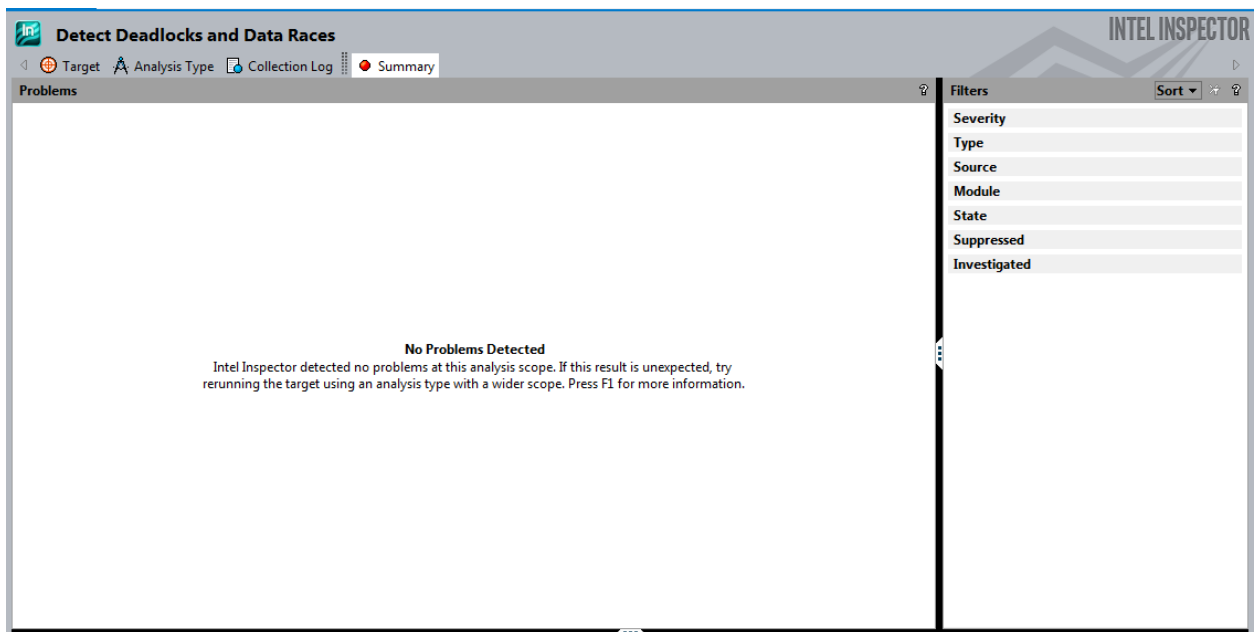 INTEL INSPECTOR
In
Detect Deadlocks and Data Races
Target Analysis Type Collection Log Summary
Problems ?
Filters Sort ?
Severity
Type
Source
Module
State
Suppressed
Investigated
No Problems Detected
Intel Inspector detected no problems at this analysis scope. If this result is unexpected, try
rerunning the target using an analysis type with a wider scope. Press F1 for more information.